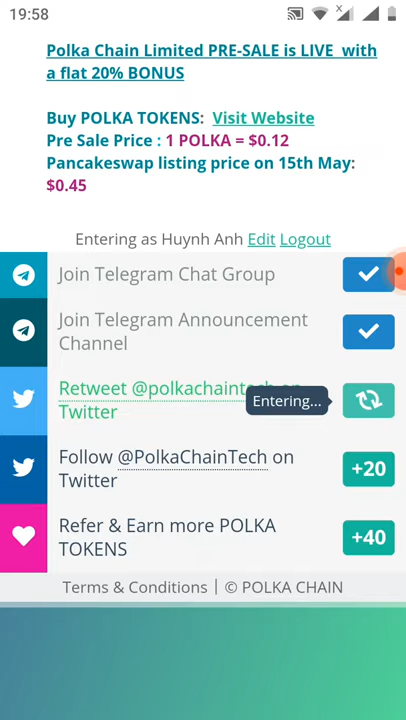 19:58
Polka Chain Limited PRE-SALE is LIVE with
a flat 20% BONUS
Buy POLKA TOKENS: Visit Website
Pre Sale Price : 1 POLKA = $0.12
Pancakeswap listing price on 15th May:
$0.45
Entering as Huynh Anh Edit Logout
Join Telegram Chat Group
Join Telegram Announcement
Channel
Retweet @polkachaintech on
Twitter
Entering...
Follow @PolkaChainTech on
Twitter
+20
Refer & Earn more POLKA
TOKENS
+40
Terms & Conditions | © POLKA CHAIN